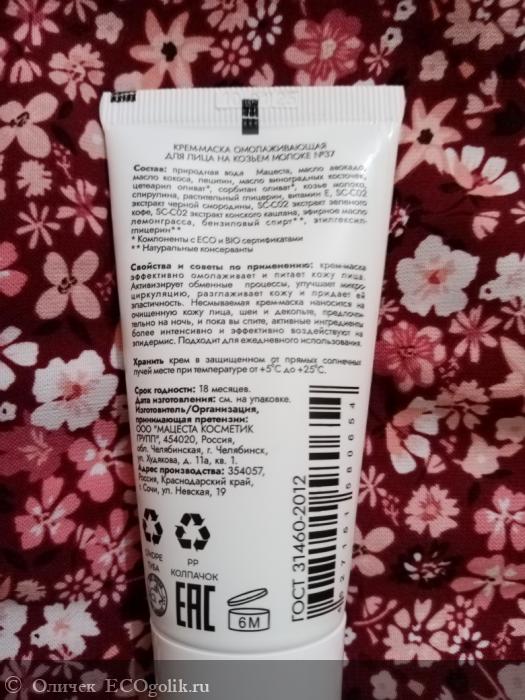 КРЕМ-МАСКА ОМОЛАЖИВАЮЩАЯ
ДЛЯ ЛИЦА НА КОЗЬЕМ МОЛОКЕ №37
Состав: природная вода Мацеста, масло авокадо,
масло кокоса, лецитин, масло виноградных косточек,
цетеарил оливат*, сорбитан оливат*, козье молоко,
спирулина, растительный глицерин, витамин Е, SC-CO2
экстракт черной смородины, SC-CO2 экстракт зеленого
кофе, SC-CO2 экстракт конского каштана, эфирное масло
лемонграсса, бензиловый спирт**, этилгексил-
глицерин**
* Компоненты с ECO и BIO сертификатами
** Натуральные консерванты
Свойства и советы по применению: крем-маска
эффективно омолаживает и питает кожу лица.
Активизирует обменные процессы, улучшает микро-
циркуляцию, разглаживает кожу и придает ей
эластичность. Несмываемая крем-маска наносится на
очищенную кожу лица, шеи и декольте, предпочти-
тельно на ночь, и пока вы спите, активные ингредиенты
более интенсивно и эффективно воздействуют на
эпидермис. Подходит для ежедневного использования.
Хранить крем в защищенном от прямых солнечных
лучей месте при температуре от +5°С до +25°С.
Срок годности: 18 месяцев.
Дата изготовления: см. на упаковке.
Изготовитель/Организация,
принимающая претензии:
ООО "МАЦЕСТА КОСМЕТИК
ГРУПП", 454020, Россия,
обл. Челябинская, г. Челябинск,
ул. Худякова, д. 11а, кв. 1.
Адрес производства: 354057,
Россия, Краснодарский край,
г. Сочи, ул. Невская, 19
ГОСТ 31460-2012
PP
ТУБА
КОЛПАЧОК
EAC
6M
© Оличек ECOgolik.ru